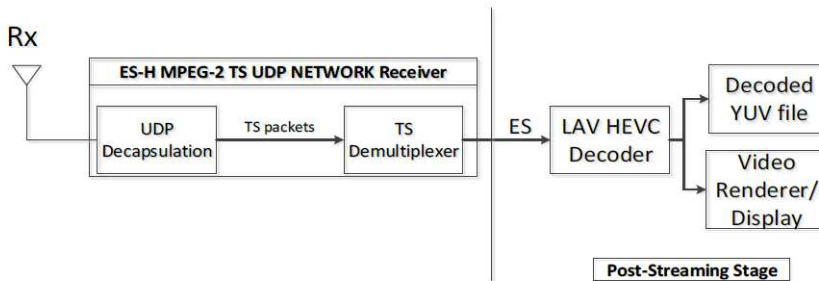 Rx
ES-H MPEG-2 TS UDP NETWORK Receiver
UDP
Decapsulation
TS packets
TS
Demultiplexer
ES
LAV HEVC
Decoder
Decoded
YUV file
Video
Renderer/
Display
Post-Streaming Stage